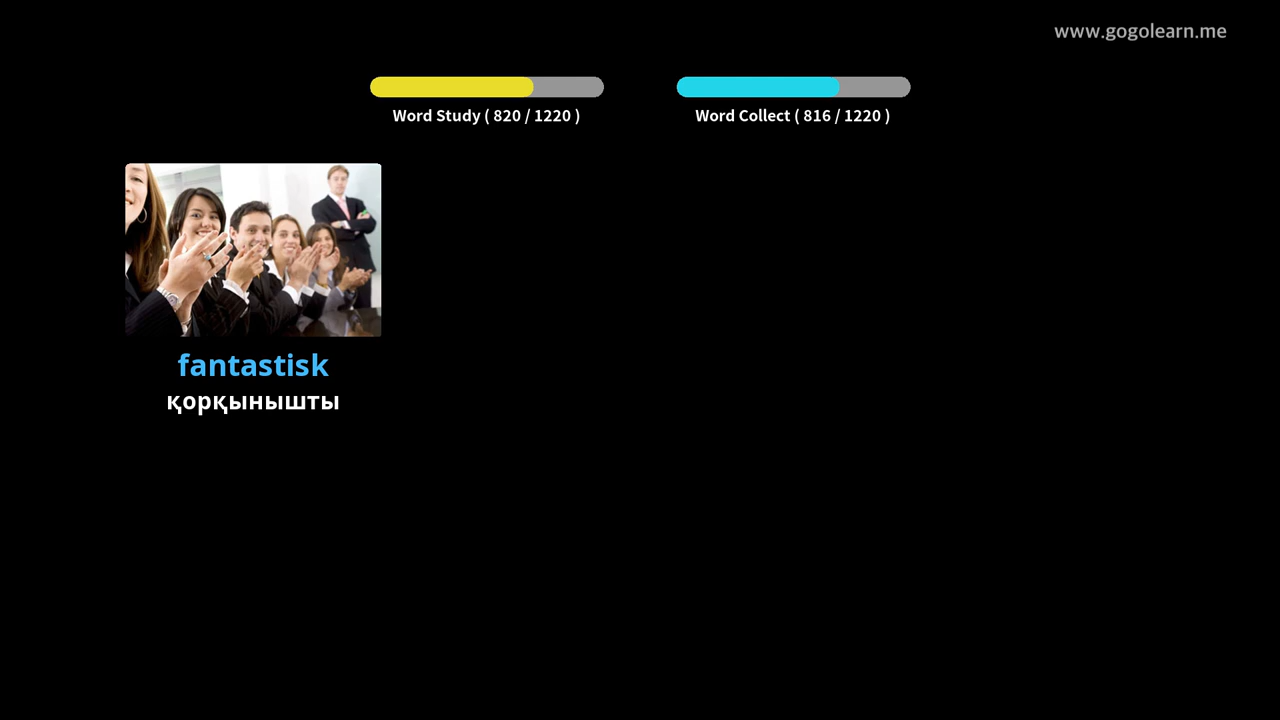 www.gogolearn.me
Word Study ( 820 / 1220 )
Word Collect ( 816 / 1220 )
fantastisk
қорқынышты